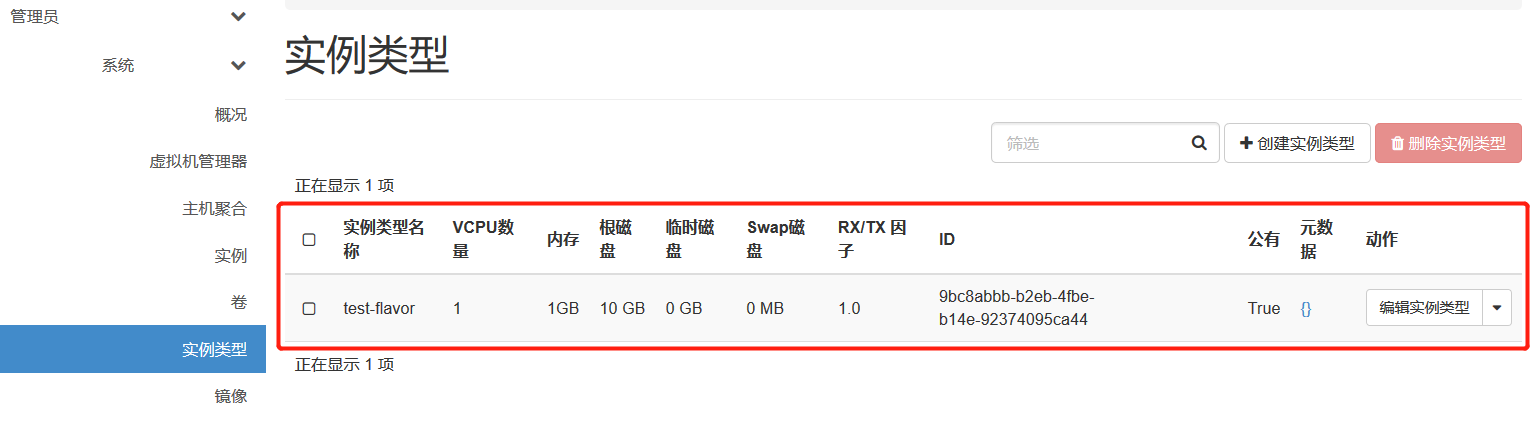 管理员
系统
概况
虚拟机管理器
主机聚合
实例
卷
实例类型
镜像
实例类型
筛选
创建实例类型
删除实例类型
正在显示 1 项
实例类型名
称
VCPU数
量
内存
根磁
盘
临时磁
盘
Swap磁
盘
RX/TX 因
子
ID
公有
元数
据
动作
test-flavor
1
1GB
10 GB
0 GB
0 MB
1.0
9bc8abbb-b2eb-4fbe-
b14e-92374095ca44
True
{}
编辑实例类型
正在显示 1 项